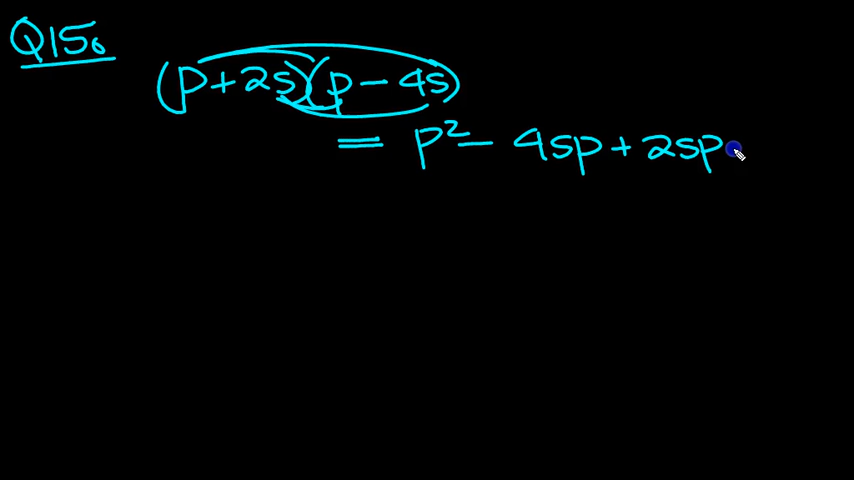 Q15.
(p+2s)(p-4s)
= p² - 4sp + 2sp